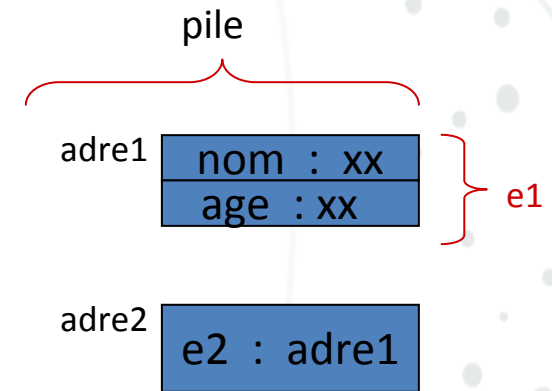 pile
adre1
nom : xx
age : xx
e1
adre2
e2 : adre1